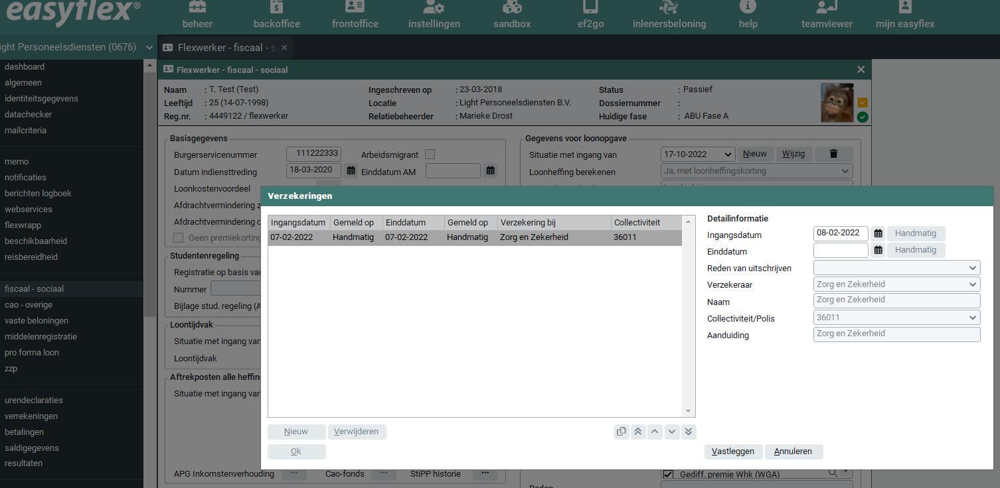 easyflex®
beheer backoffice frontoffice instellingen sandbox ef2go inlenersbeloning help teamviewer mijn easyflex
ight Personeelsdiensten (0676)
Flexwerker - fiscaal - s
dashboard
algemeen
identiteitsgegevens
datachecker
mailcriteria
memo
notificaties
berichten logboek
webservices
flexwrapp
beschikbaarheid
reisbereidheid
fiscaal - sociaal
cao - overige
vaste beloningen
middelenregistratie
pro forma loon
zzp
urendeclaraties
verrekeningen
betalingen
saldigegevens
resultaten
Flexwerker - fiscaal - sociaal
Naam : T. Test (Test) Ingeschreven op : 23-03-2018 Status : Passief
Leeftijd : 25 (14-07-1998) Locatie : Light Personeelsdiensten B.V. Dossiernummer :
Reg.nr. : 4449122 / flexwerker Relatiebeheerder : Marieke Drost Huidige fase : ABU Fase A
Basisgegevens
Burgerservicenummer 111222333 Arbeidsmigrant
Datum indiensttreding 18-03-2020 Einddatum AM
Loonkostenvoordeel
Afdrachtvermindering z
Afdrachtvermindering o
Geen premiekorting
Studentenregeling
Registratie op basis van
Nummer
Bijlage stud. regeling (A
Loontijdvak
Situatie met ingang van
Loontijdvak
Aftrekposten alle heffin
Situatie met ingang van
APG Inkomstenverhouding ... Cao-fonds ... StiPP historie ...
Gegevens voor loonopgave
Situatie met ingang van 17-10-2022 Nieuw Wijzig
Loonheffing berekenen Ja, met loonheffingskorting
Gediff. premie Whk (WGA)
Reden
Verzekeringen
Ingangsdatum Gemeld op Einddatum Gemeld op Verzekering bij Collectiviteit
07-02-2022 Handmatig 07-02-2022 Handmatig Zorg en Zekerheid 36011
Nieuw Verwijderen
Ok
Detailinformatie
Ingangsdatum 08-02-2022 Handmatig
Einddatum Handmatig
Reden van uitschrijven
Verzekeraar Zorg en Zekerheid
Naam Zorg en Zekerheid
Collectiviteit/Polis 36011
Aanduiding Zorg en Zekerheid
Vastleggen Annuleren